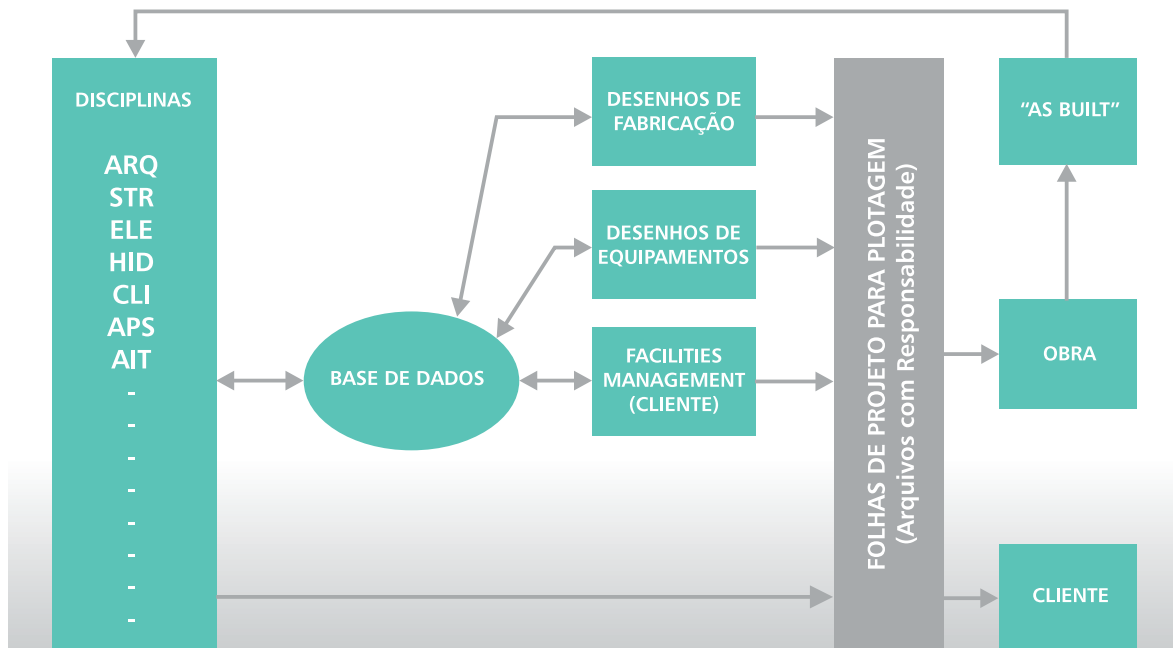 DISCIPLINAS
ARQ
STR
ELE
HID
CLI
APS
AIT
-
-
-
-
-
-
-
-
BASE DE DADOS
DESENHOS DE
FABRICAÇÃO
DESENHOS DE
EQUIPAMENTOS
FACILITIES
MANAGEMENT
(CLIENTE)
FOLHAS DE PROJETO PARA PLOTAGEM
(Arquivos com Responsabilidade)
“AS BUILT”
OBRA
CLIENTE